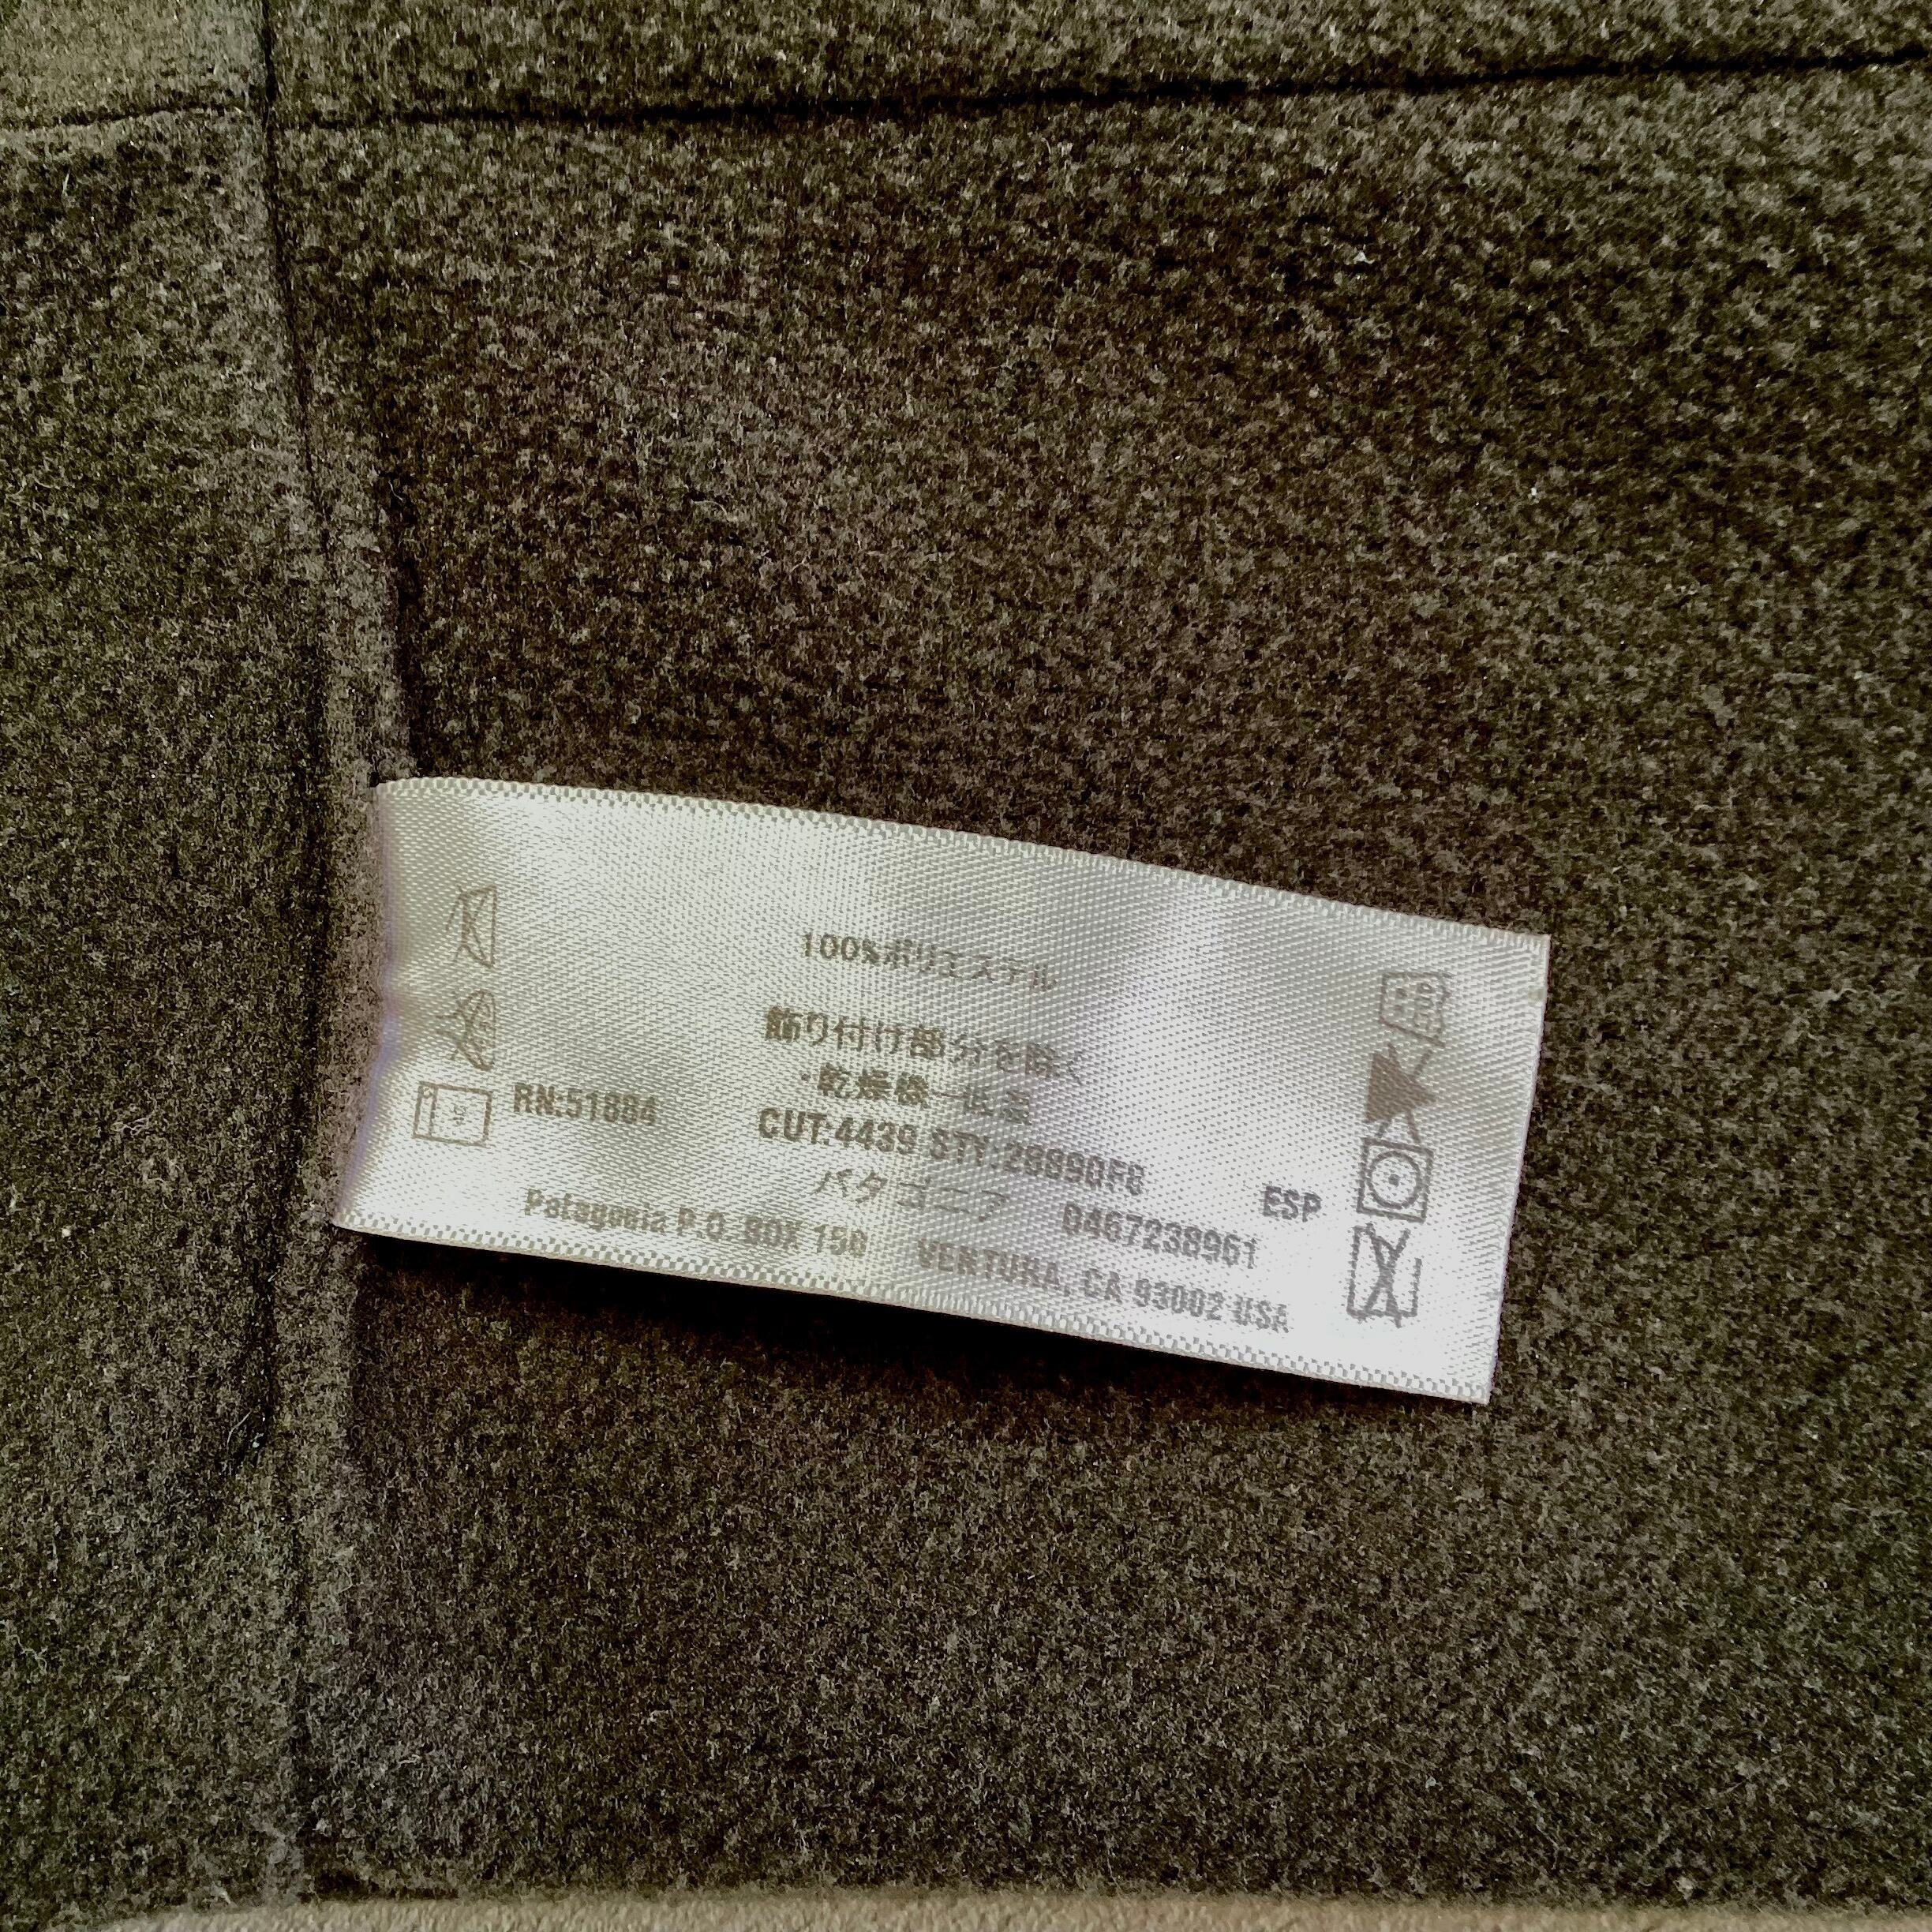 100%ポリエステル
飾り付け部分を除く
・乾燥機ー低温
RN:51884 CUT:4439 STY:28890F8
パタゴニア 0467238961 ESP
Patagonia P.O. BOX 150 VENTURA, CA 93002 USA